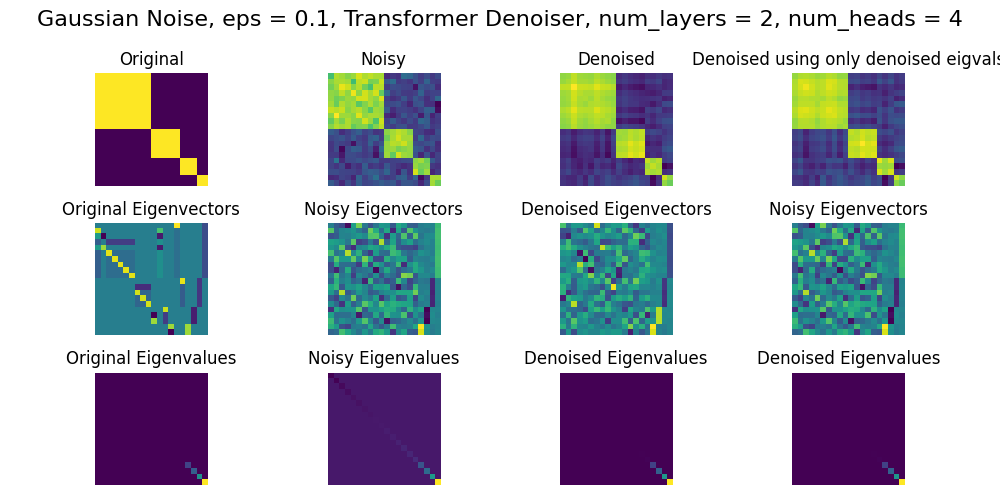 Gaussian Noise, eps = 0.1, Transformer Denoiser, num_layers = 2, num_heads = 4
Original
Noisy
Denoised
Denoised using only denoised eigvals
Original Eigenvectors
Noisy Eigenvectors
Denoised Eigenvectors
Noisy Eigenvectors
Original Eigenvalues
Noisy Eigenvalues
Denoised Eigenvalues
Denoised Eigenvalues